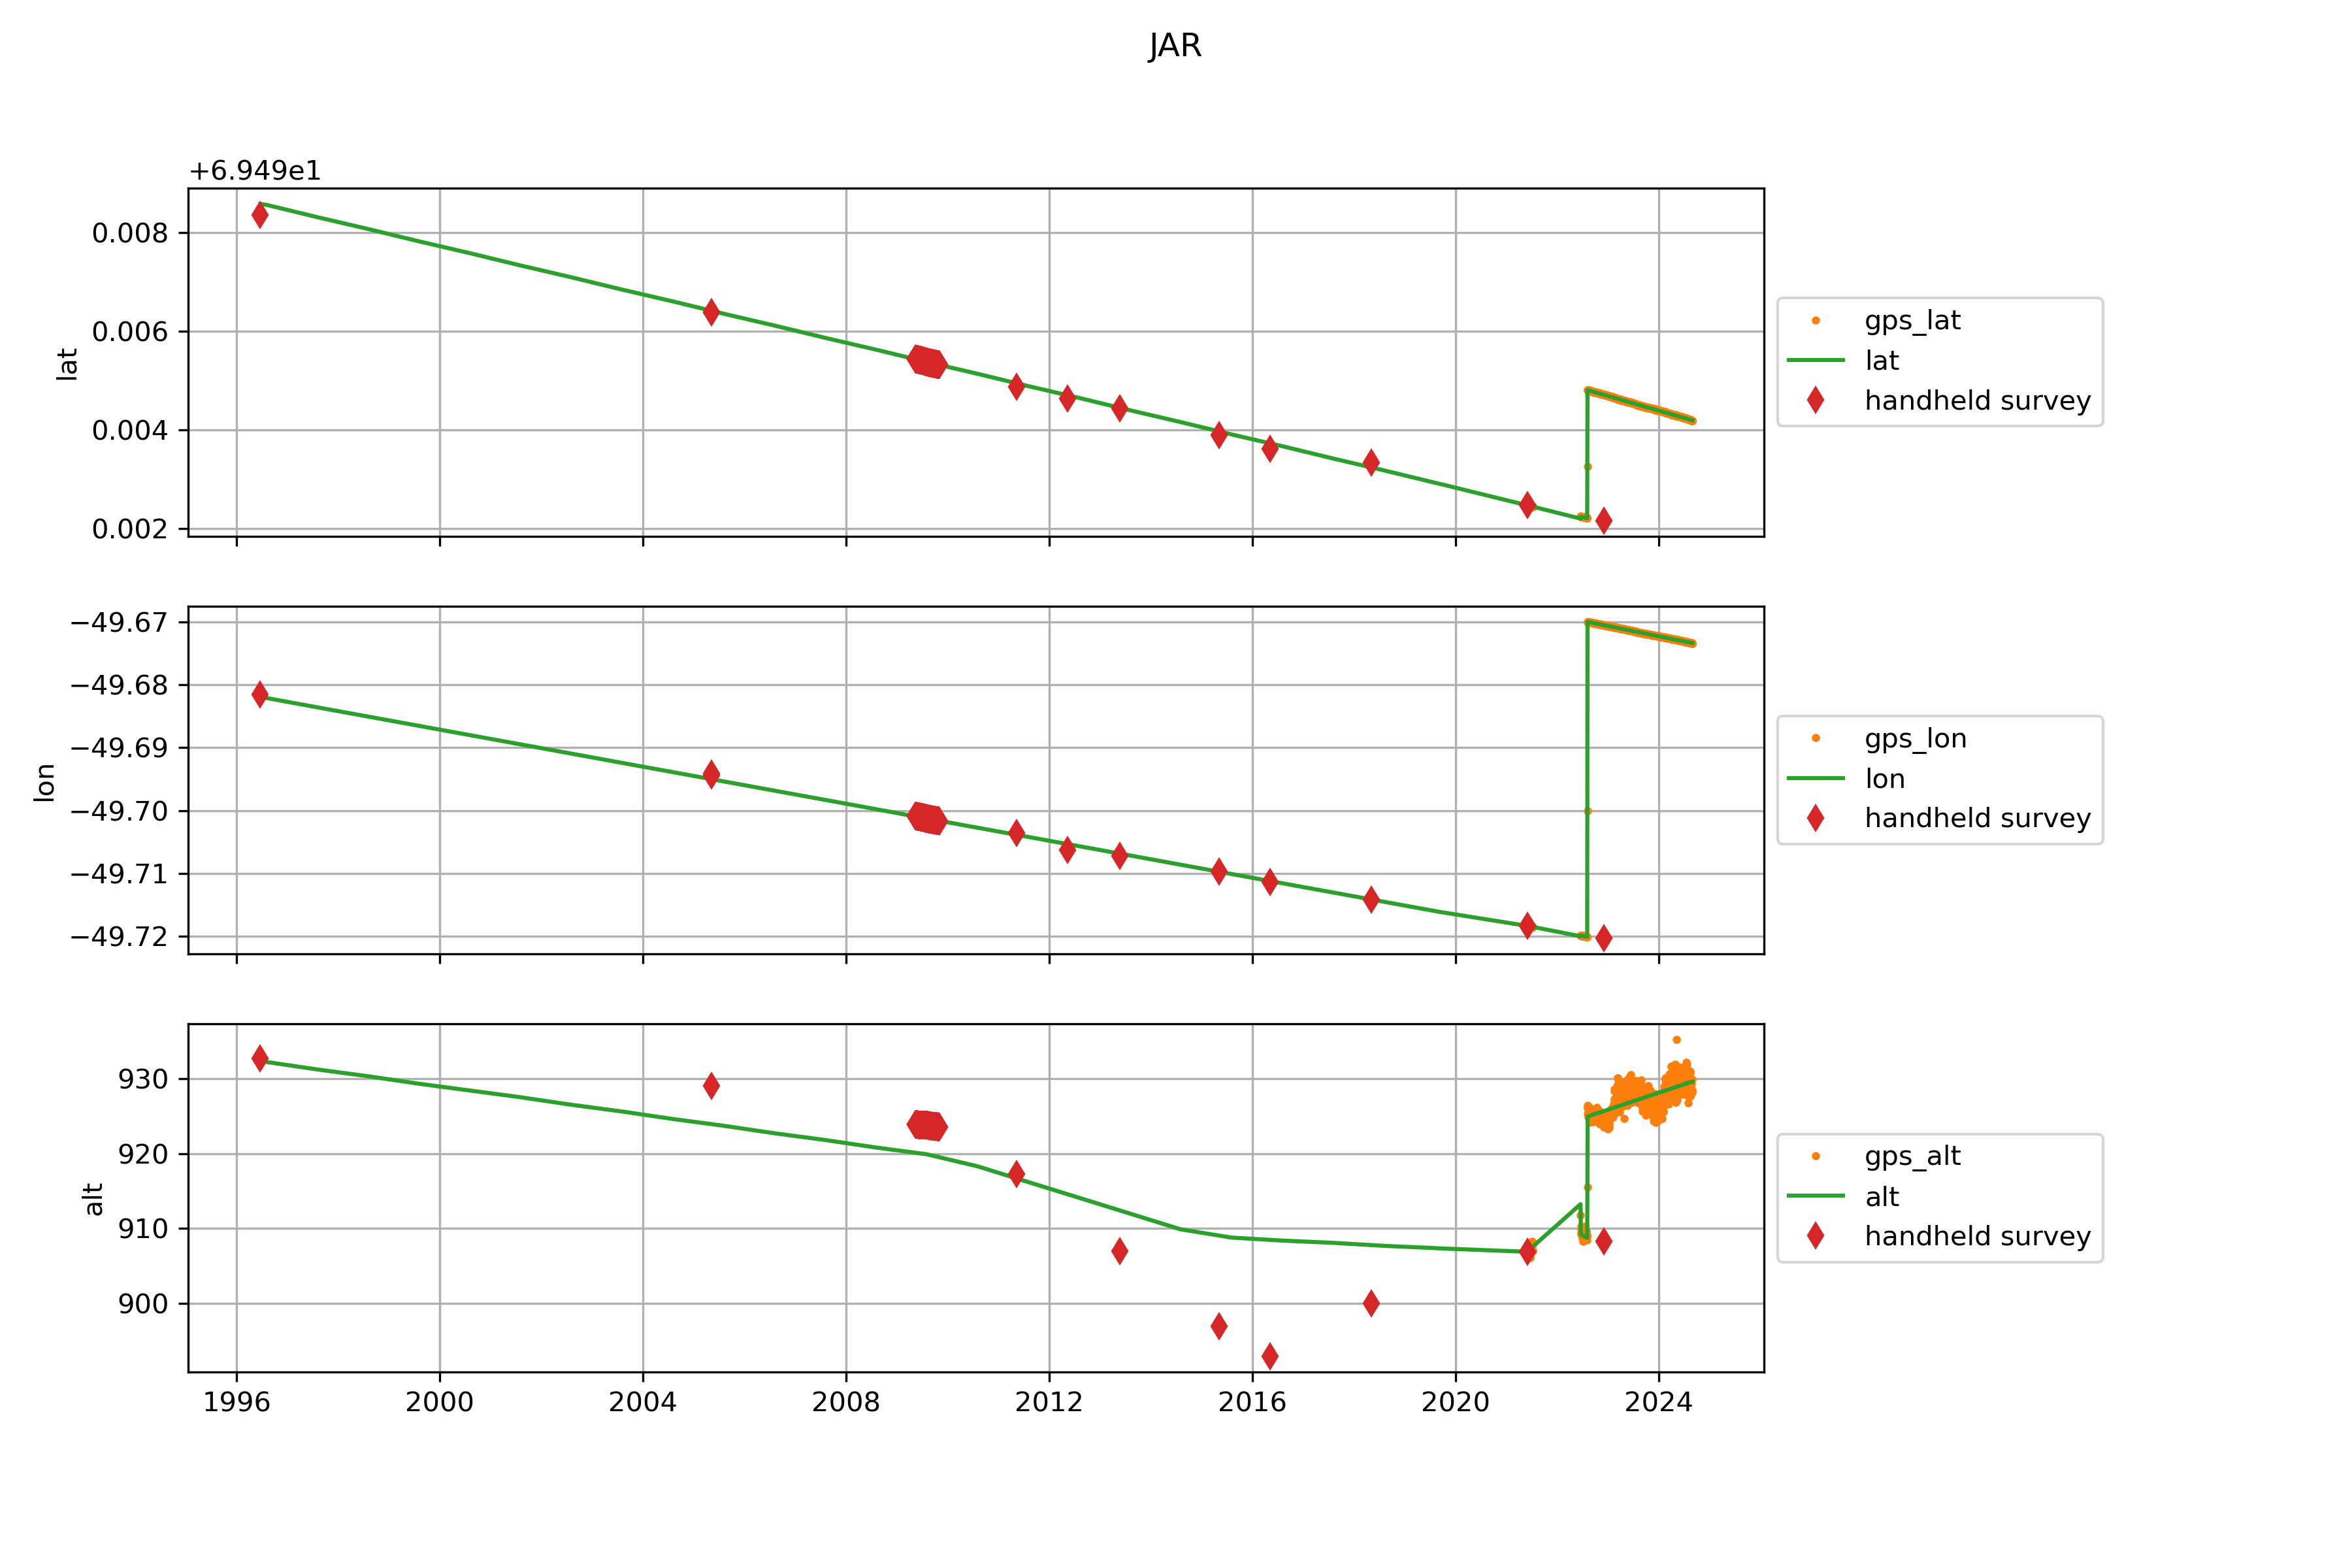 JAR
+6.949e1
0.008
0.006
0.004
0.002
lat
gps_lat
lat
handheld survey
−49.67
−49.68
−49.69
−49.70
−49.71
−49.72
lon
gps_lon
lon
handheld survey
930
920
910
900
alt
gps_alt
alt
handheld survey
1996 2000 2004 2008 2012 2016 2020 2024